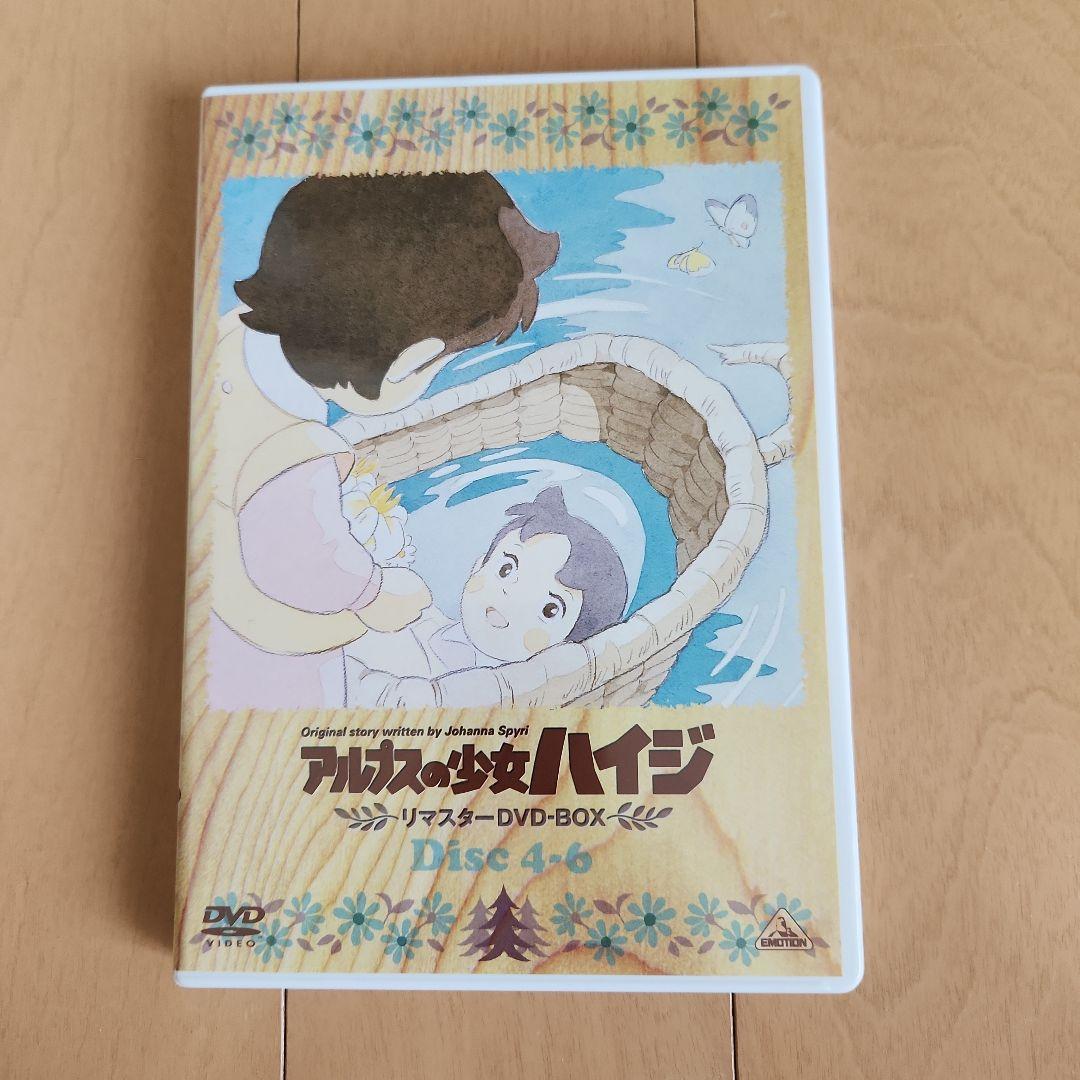 Original story written by Johanna Spyri
アルプスの少女ハイジ
リマスターDVD-BOX
Disc 4-6
DVD
VIDEO
EMOTION